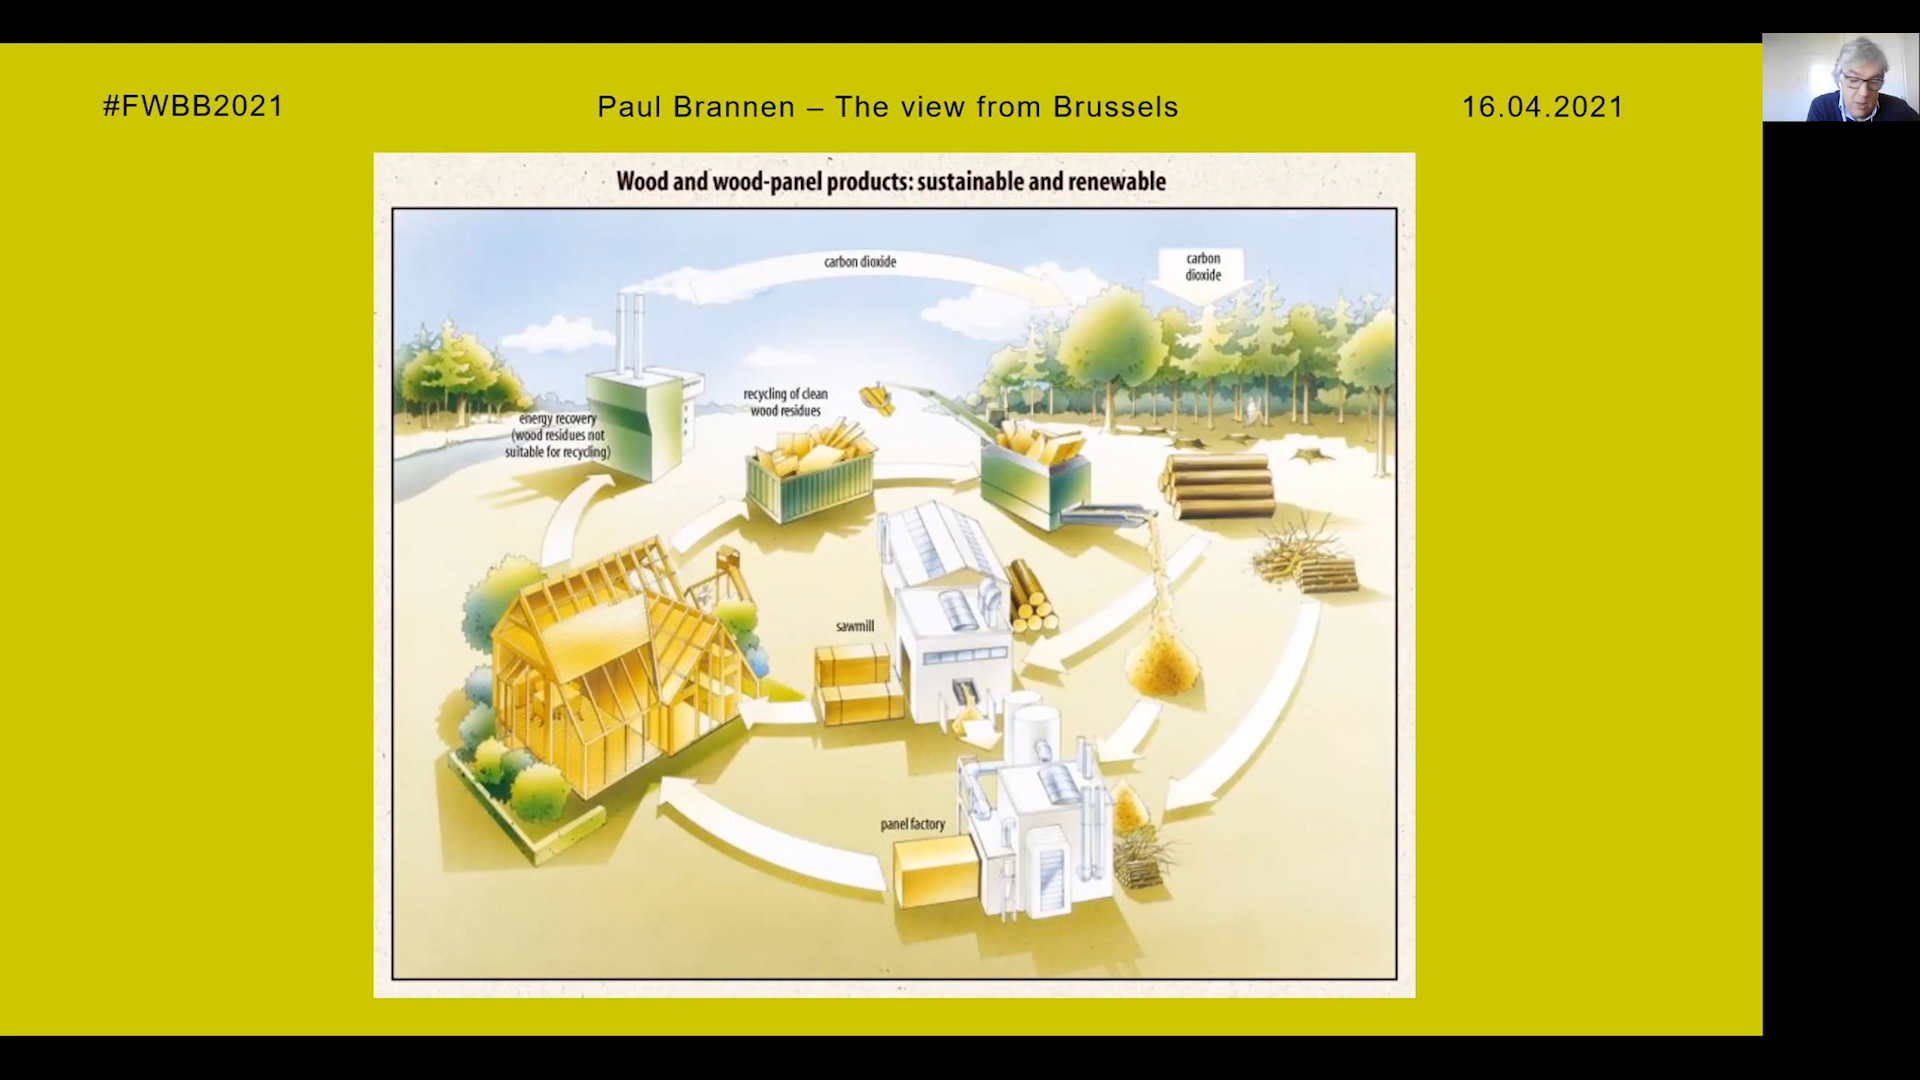 #FWBB2021
Paul Brannen – The view from Brussels
16.04.2021
Wood and wood-panel products: sustainable and renewable
carbon dioxide
carbon
dioxide
recycling of clean
wood residues
energy recovery
(wood residues not
suitable for recycling)
sawmill
panel factory